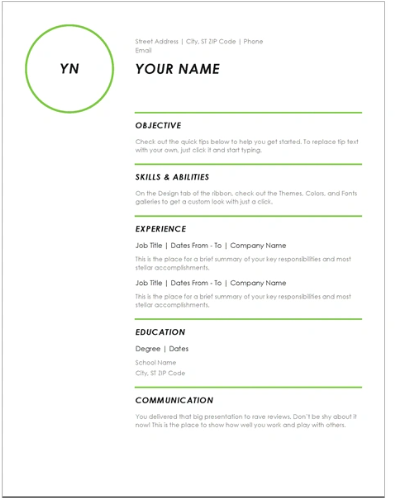 YN
Street Address | City, ST ZIP Code | Phone
Email
YOUR NAME
OBJECTIVE
Check out the quick tips below to help you get started. To replace tip text
with your own, just click it and start typing.
SKILLS & ABILITIES
On the Design tab of the ribbon, check out the Themes, Colors, and Fonts
galleries to get a custom look with just a click.
EXPERIENCE
Job Title | Dates From - To | Company Name
This is the place for a brief summary of your key responsibilities and most
stellar accomplishments.
Job Title | Dates From - To | Company Name
This is the place for a brief summary of your key responsibilities and most
stellar accomplishments.
EDUCATION
Degree | Dates
School Name
City, ST ZIP Code
COMMUNICATION
You delivered that big presentation to rave reviews. Don't be shy about it
now! This is the place to show how well you work and play with others.